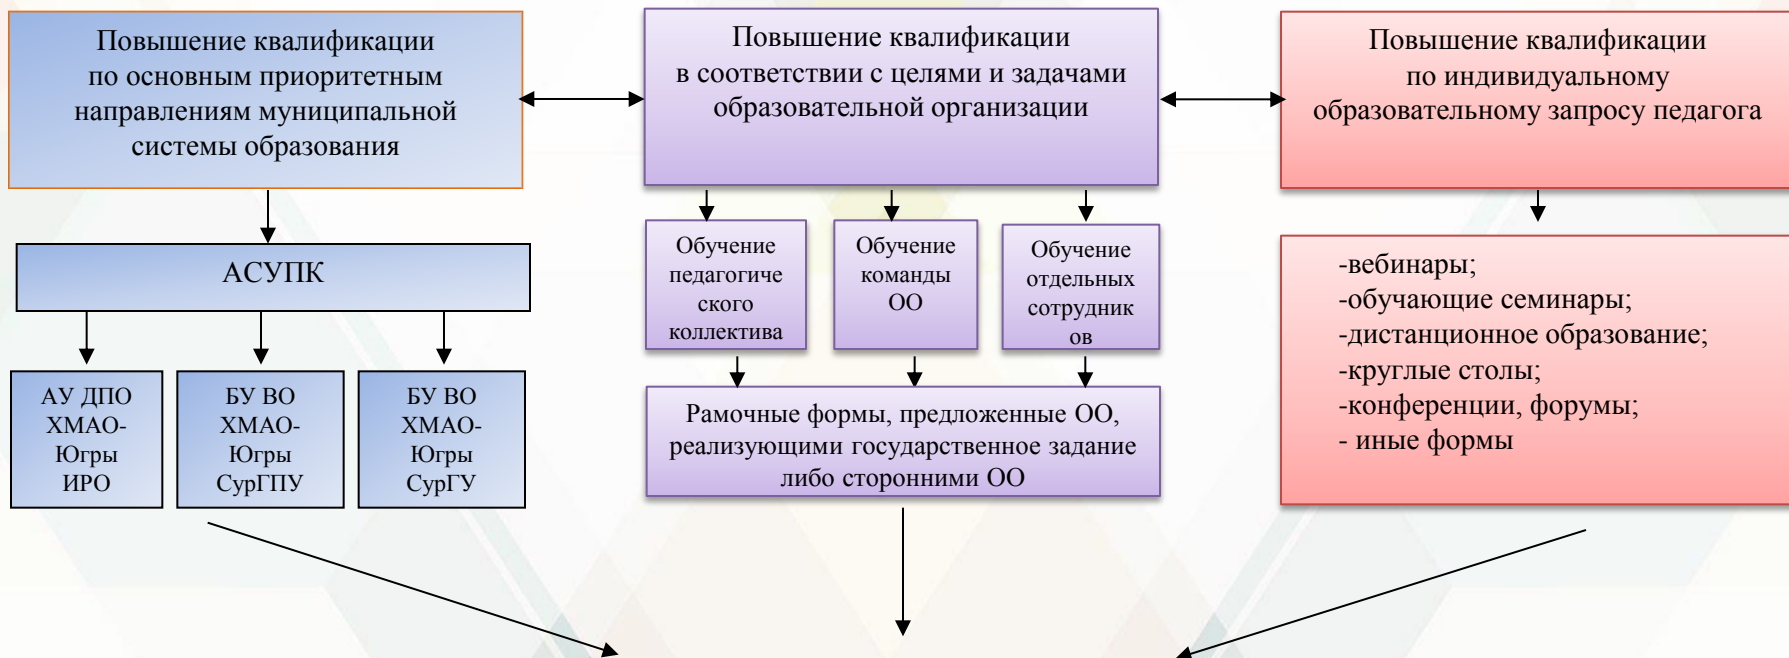 Повышение квалификации
по основным приоритетным
направлениям муниципальной
системы образования
Повышение квалификации
в соответствии с целями и задачами
образовательной организации
Повышение квалификации
по индивидуальному
образовательному запросу педагога
АСУПК
АУ ДПО
ХМАО-
Югры
ИРО
БУ ВО
ХМАО-
Югры
СурГПУ
БУ ВО
ХМАО-
Югры
СурГУ
Обучение
педагогиче
ского
коллектива
Обучение
команды
ОО
Обучение
отдельных
сотрудник
ов
Рамочные формы, предложенные ОО,
реализующими государственное задание
либо сторонними ОО
-вебинары;
-обучающие семинары;
-дистанционное образование;
-круглые столы;
-конференции, форумы;
- иные формы